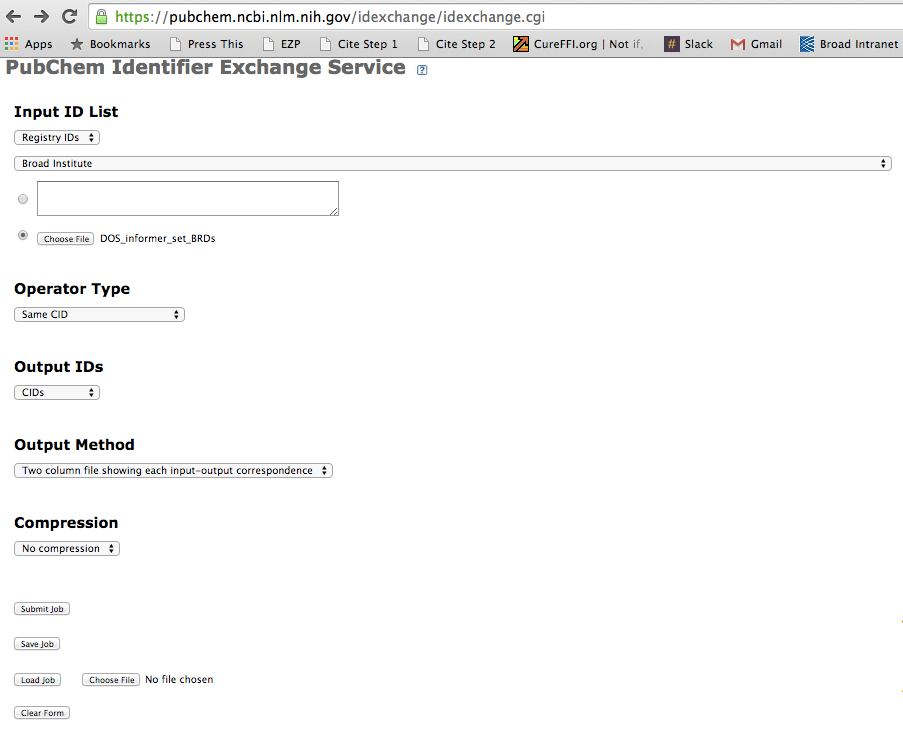 https://pubchem.ncbi.nlm.nih.gov/idexchange/idexchange.cgi
Apps Bookmarks Press This EZP Cite Step 1 Cite Step 2 CureFFI.org | Not if, # Slack Gmail Broad Intranet
PubChem Identifier Exchange Service ?
Input ID List
Registry IDs
Broad Institute
Choose File DOS_informer_set_BRDs
Operator Type
Same CID
Output IDs
CIDs
Output Method
Two column file showing each input-output correspondence
Compression
No compression
Submit Job
Save Job
Load Job Choose File No file chosen
Clear Form